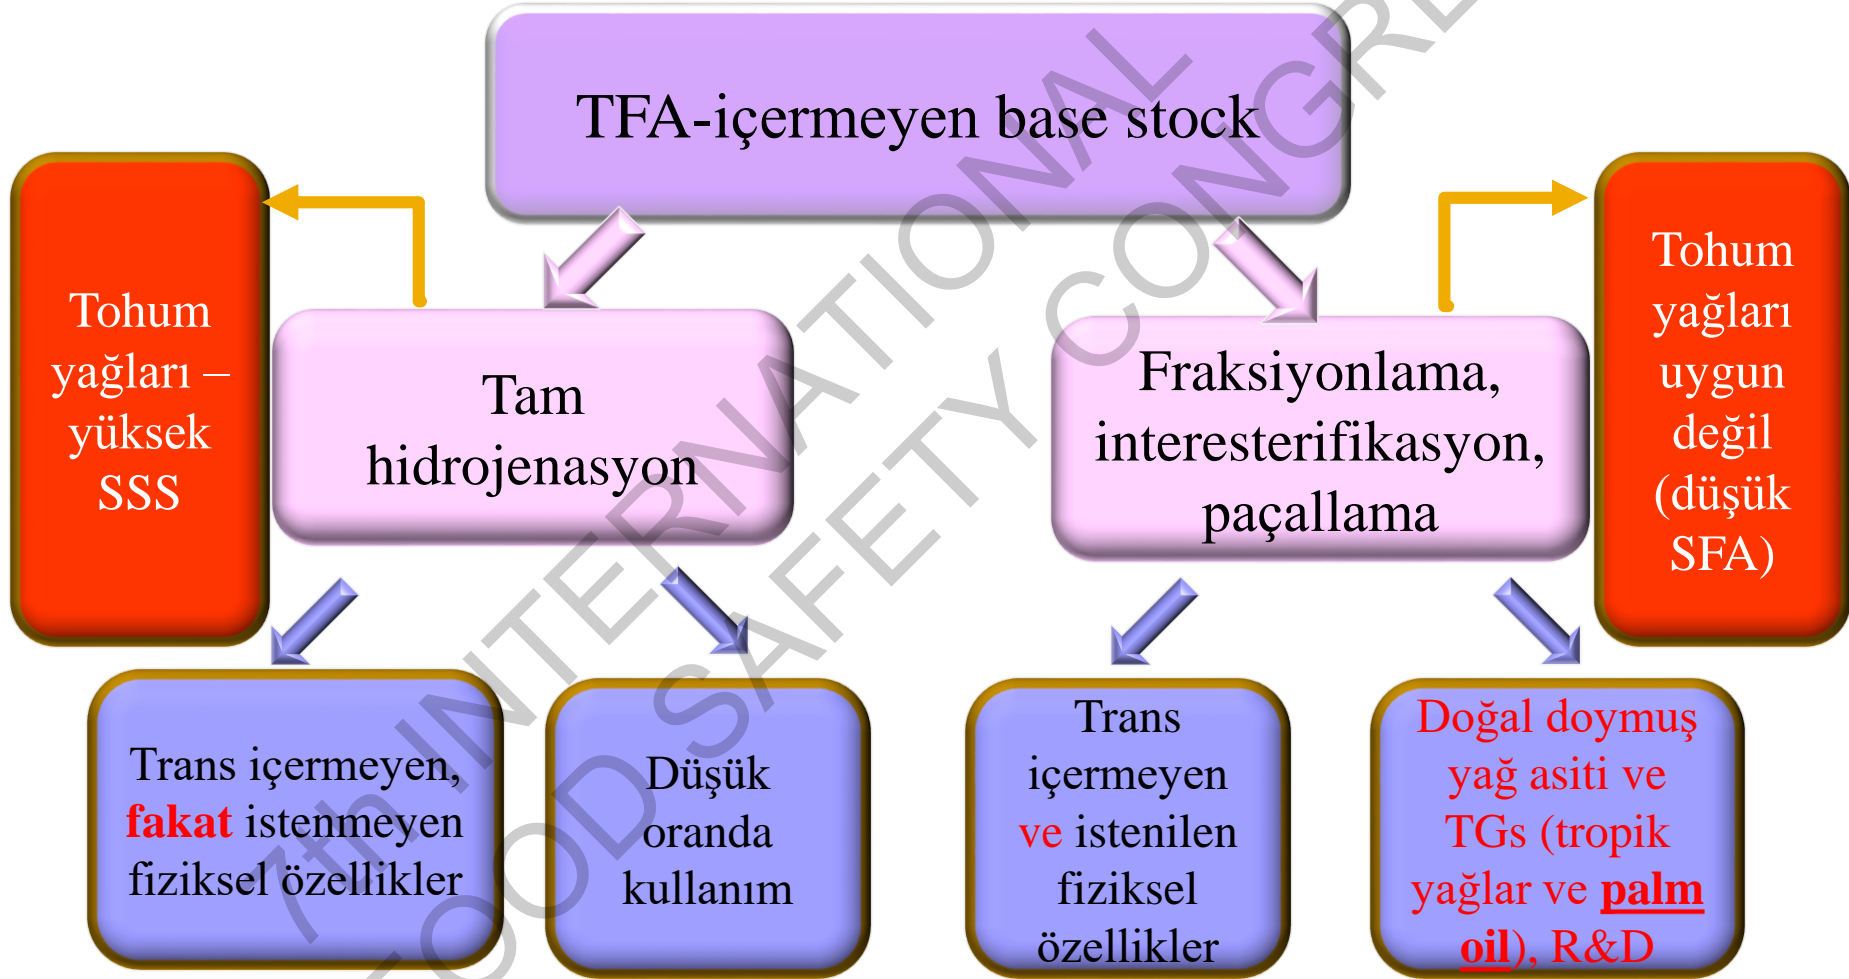 TFA-içermeyen base stock
Tohum
yağları –
yüksek
SSS
Tam
hidrojenasyon
Fraksiyonlama,
interesterifikasyon,
paçallama
Tohum
yağları
uygun
değil
(düşük
SFA)
Trans içermeyen,
fakat istenmeyen
fiziksel özellikler
Düşük
oranda
kullanım
Trans
içermeyen
ve istenilen
fiziksel
özellikler
Doğal doymuş
yağ asiti ve
TGs (tropik
yağlar ve palm
oil), R&D
7th INTERNATIONAL
FOOD SAFETY